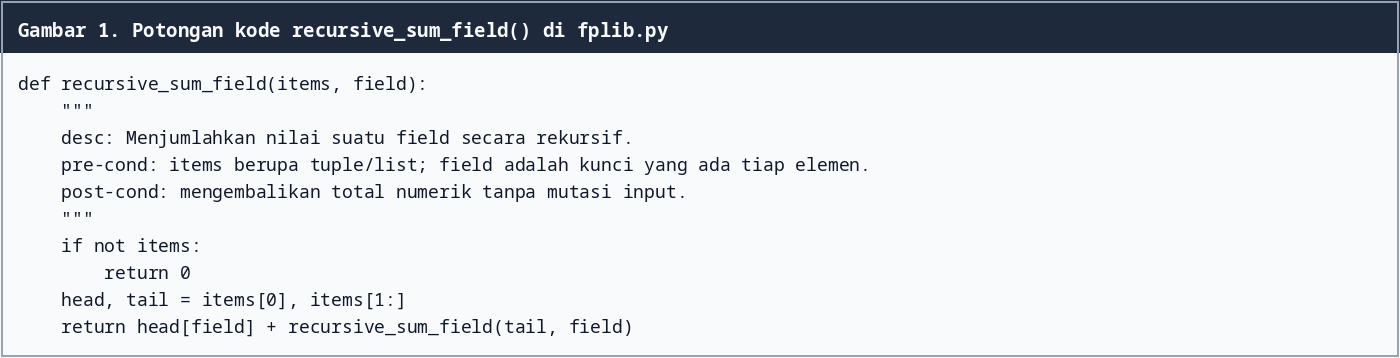 Gambar 1. Potongan kode recursive_sum_field() di fplib.py
def recursive_sum_field(items, field):
    """
    desc: Menjumlahkan nilai suatu field secara rekursif.
    pre-cond: items berupa tuple/list; field adalah kunci yang ada tiap elemen.
    post-cond: mengembalikan total numerik tanpa mutasi input.
    """
    if not items:
        return 0
    head, tail = items[0], items[1:]
    return head[field] + recursive_sum_field(tail, field)